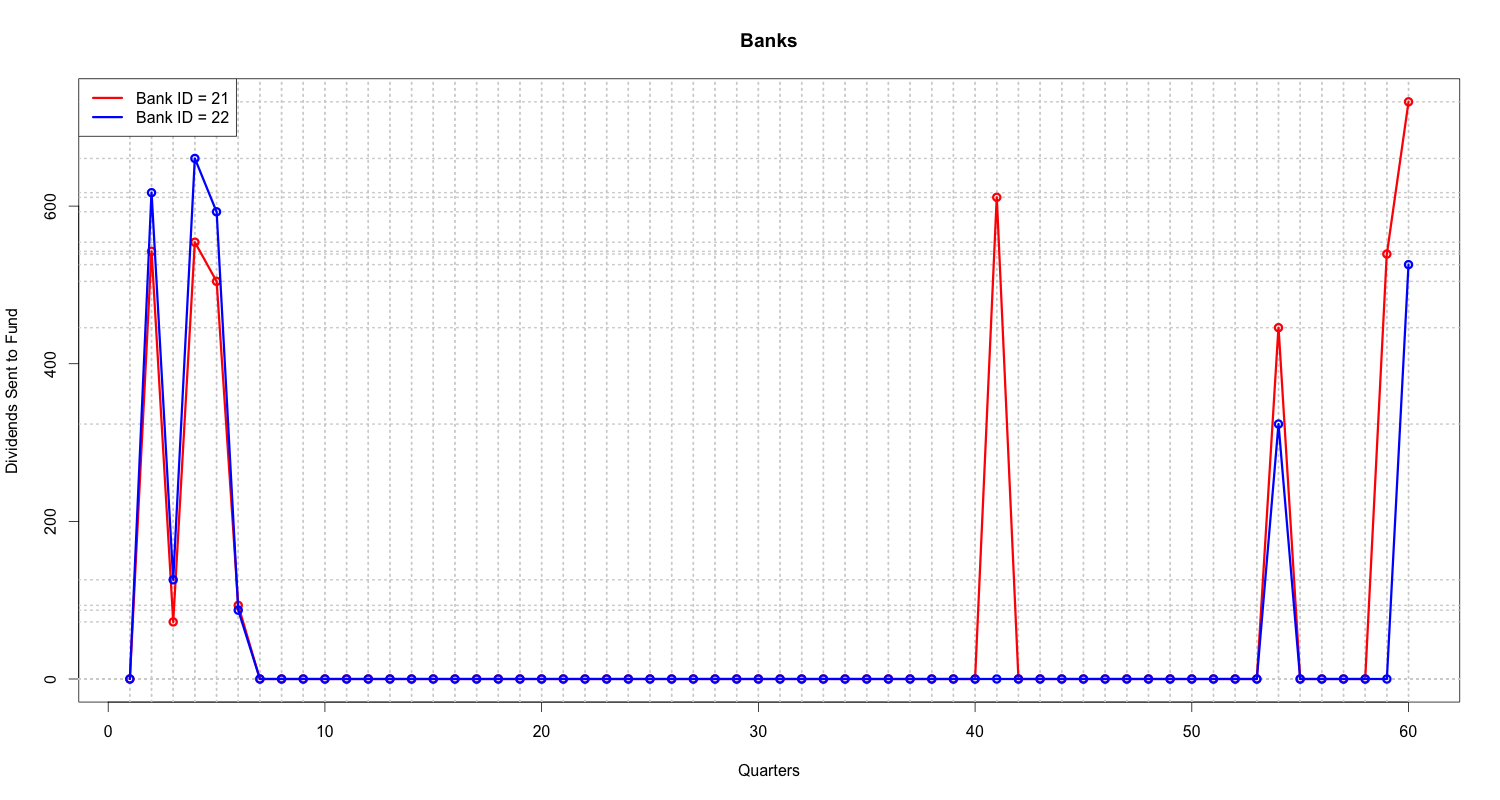 Banks
Bank ID = 21
Bank ID = 22
Dividends Sent to Fund
600
400
200
0
0 10 20 30 40 50 60
Quarters